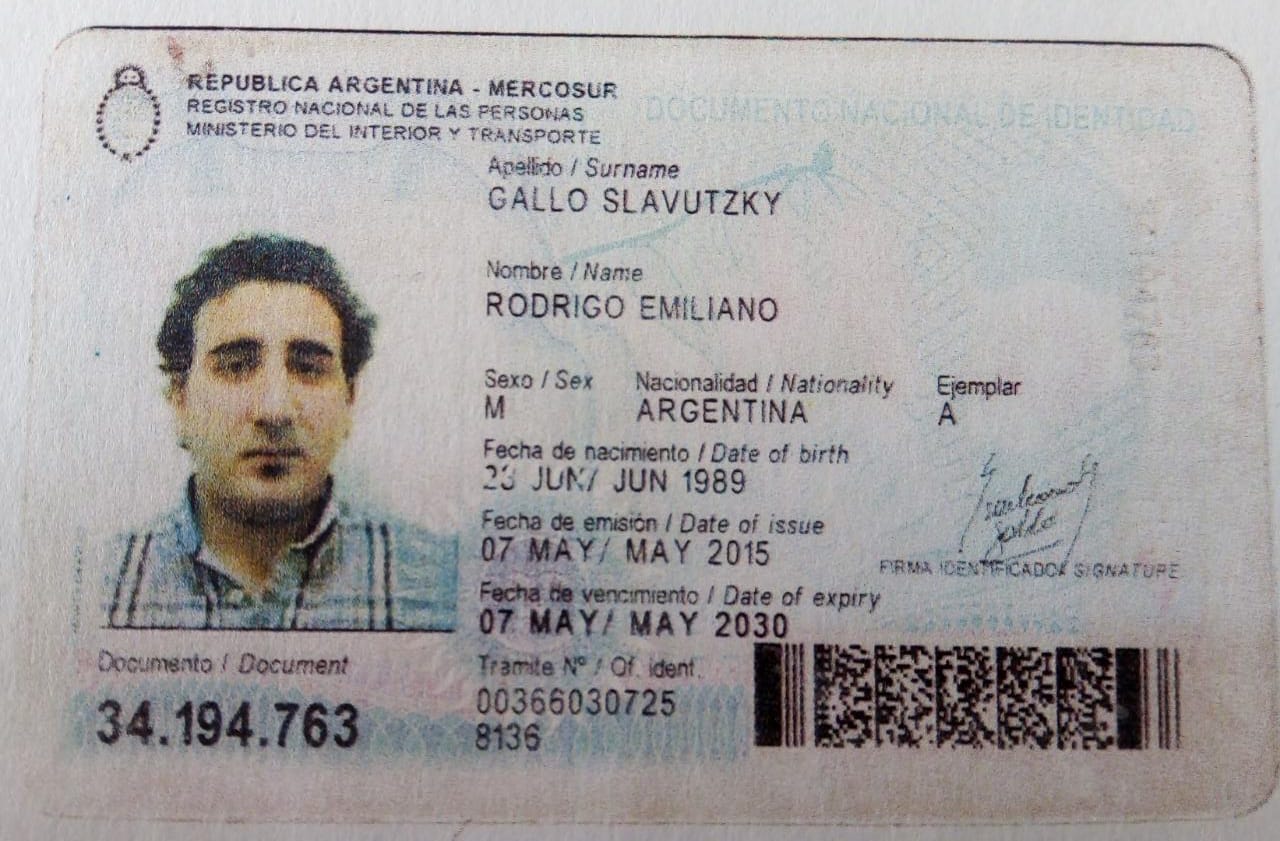 REPUBLICA ARGENTINA - MERCOSUR
REGISTRO NACIONAL DE LAS PERSONAS
MINISTERIO DEL INTERIOR Y TRANSPORTE
DOCUMENTO NACIONAL DE IDENTIDAD
Apellido / Surname
GALLO SLAVUTZKY
Nombre / Name
RODRIGO EMILIANO
Sexo / Sex Nacionalidad / Nationality Ejemplar
M ARGENTINA A
Fecha de nacimiento / Date of birth
JUN/ JUN 1989
Fecha de emisión / Date of issue
07 MAY/ MAY 2015
FIRMA IDENTIFICADO/ SIGNATURE
Fecha de vencimiento / Date of expiry
07 MAY/ MAY 2030
Documento / Document
34.194.763
Tramite Nº / Of. ident.
00366030725
8136